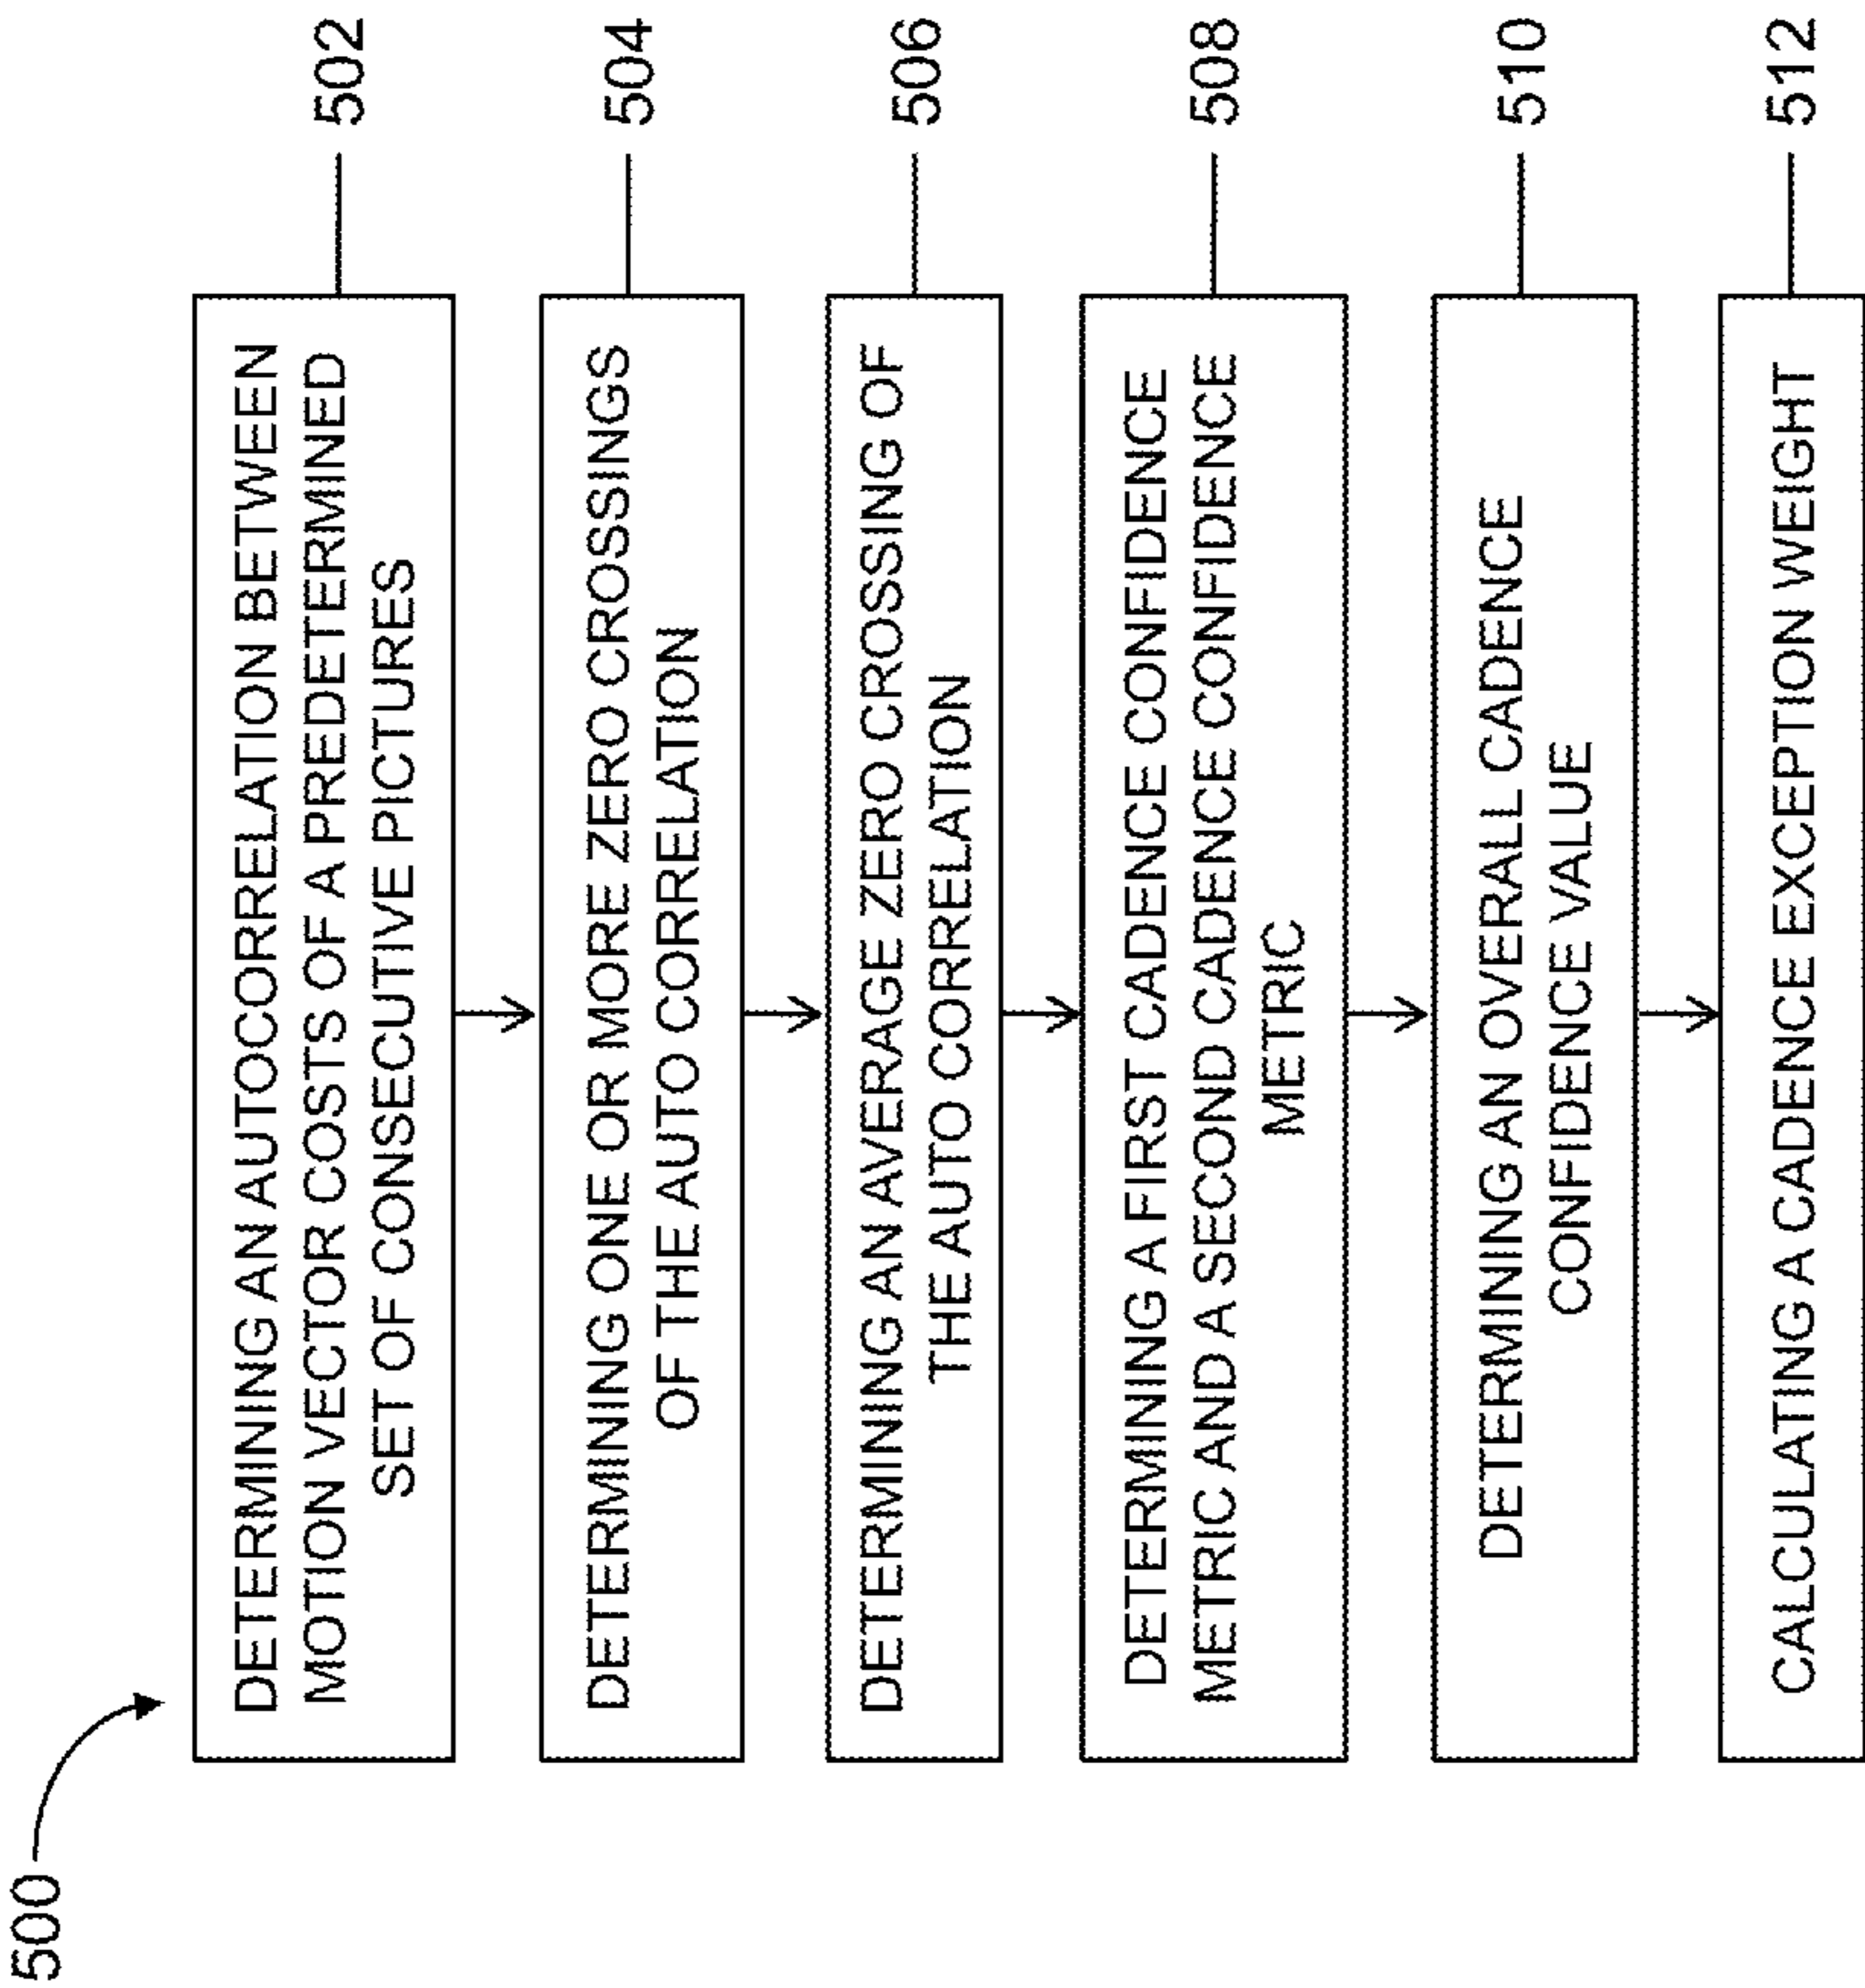 500
DETERMINING AN AUTOCORRELATION BETWEEN
MOTION VECTOR COSTS OF A PREDETERMINED
SET OF CONSECUTIVE PICTURES
502
DETERMINING ONE OR MORE ZERO CROSSINGS
OF THE AUTO CORRELATION
504
DETERMINING AN AVERAGE ZERO CROSSING OF
THE AUTO CORRELATION
506
DETERMINING A FIRST CADENCE CONFIDENCE
METRIC AND A SECOND CADENCE CONFIDENCE
METRIC
508
DETERMINING AN OVERALL CADENCE
CONFIDENCE VALUE
510
CALCULATING A CADENCE EXCEPTION WEIGHT
512